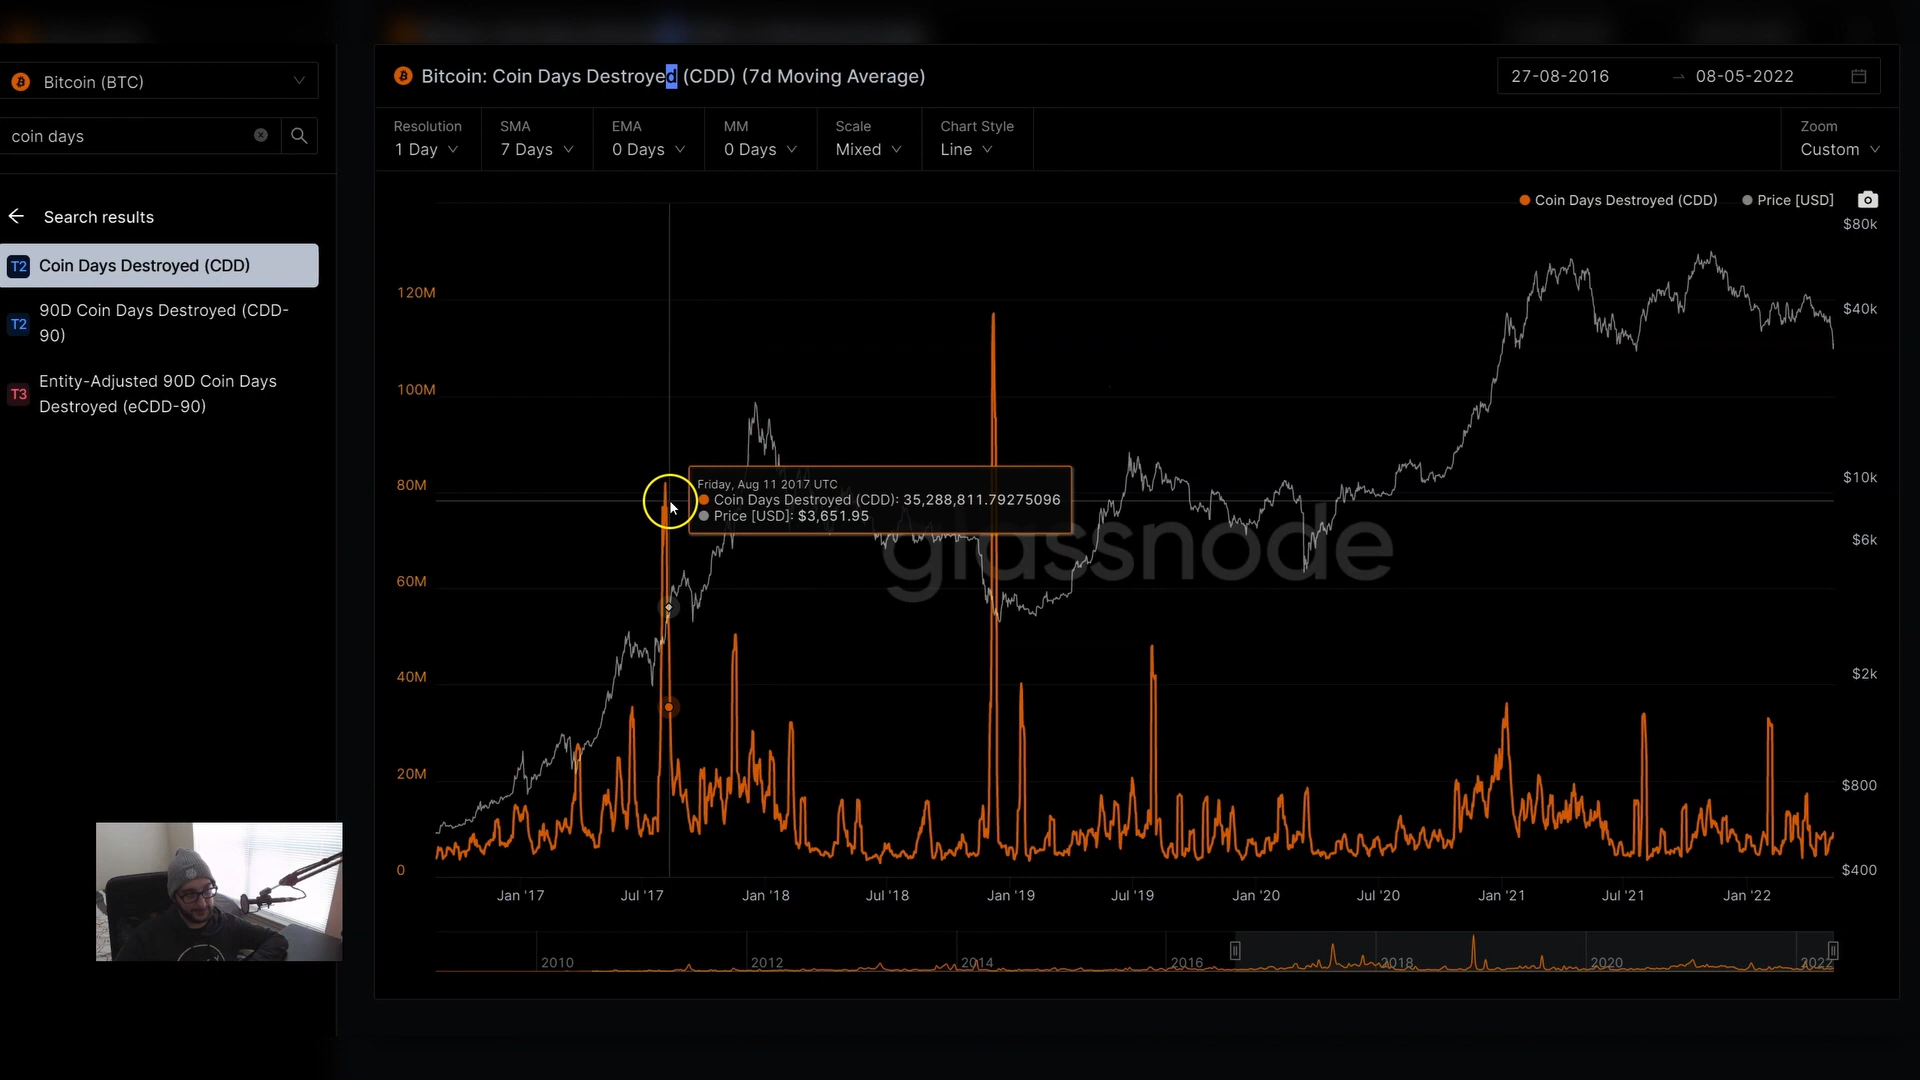 Bitcoin (BTC)
coin days
Search results
T2 Coin Days Destroyed (CDD)
T2 90D Coin Days Destroyed (CDD-
90)
T3 Entity-Adjusted 90D Coin Days
Destroyed (eCDD-90)
Bitcoin: Coin Days Destroyed (CDD) (7d Moving Average)
27-08-2016 → 08-05-2022
Resolution SMA EMA MM Scale Chart Style Zoom
1 Day 7 Days 0 Days 0 Days Mixed Line Custom
Coin Days Destroyed (CDD) Price [USD]
$80k
120M
$40k
100M
$10k
80M
Friday, Aug 11 2017 UTC
Coin Days Destroyed (CDD): 35,288,811.79275096
Price [USD]: $3,651.95
glassnode
$6k
60M
40M
$2k
20M
$800
0
$400
Jan '17 Jul '17 Jan '18 Jul '18 Jan '19 Jul '19 Jan '20 Jul '20 Jan '21 Jul '21 Jan '22
2010 2012 2014 2016 2018 2020 2022